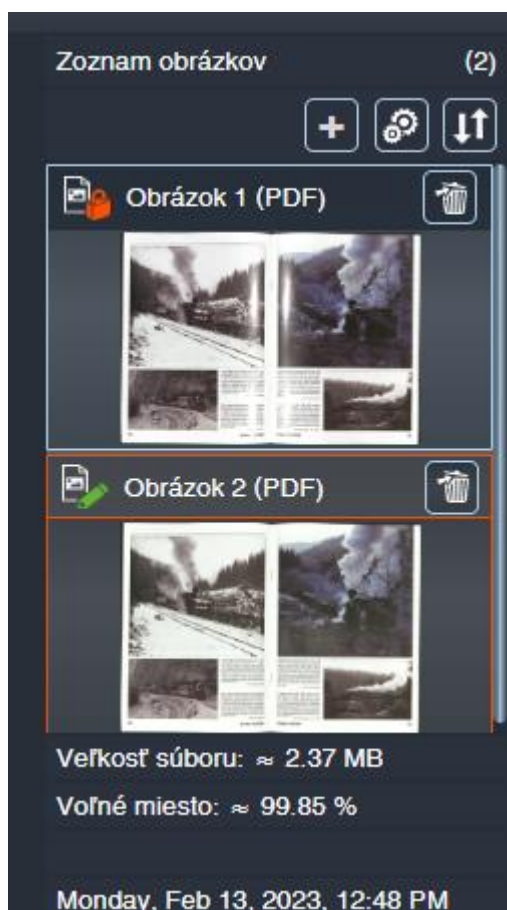 Zoznam obrázkov (2)
Obrázok 1 (PDF)
Obrázok 2 (PDF)
Veľkosť súboru: ≈ 2.37 MB
Voľné miesto: ≈ 99.85 %
Monday, Feb 13, 2023, 12:48 PM